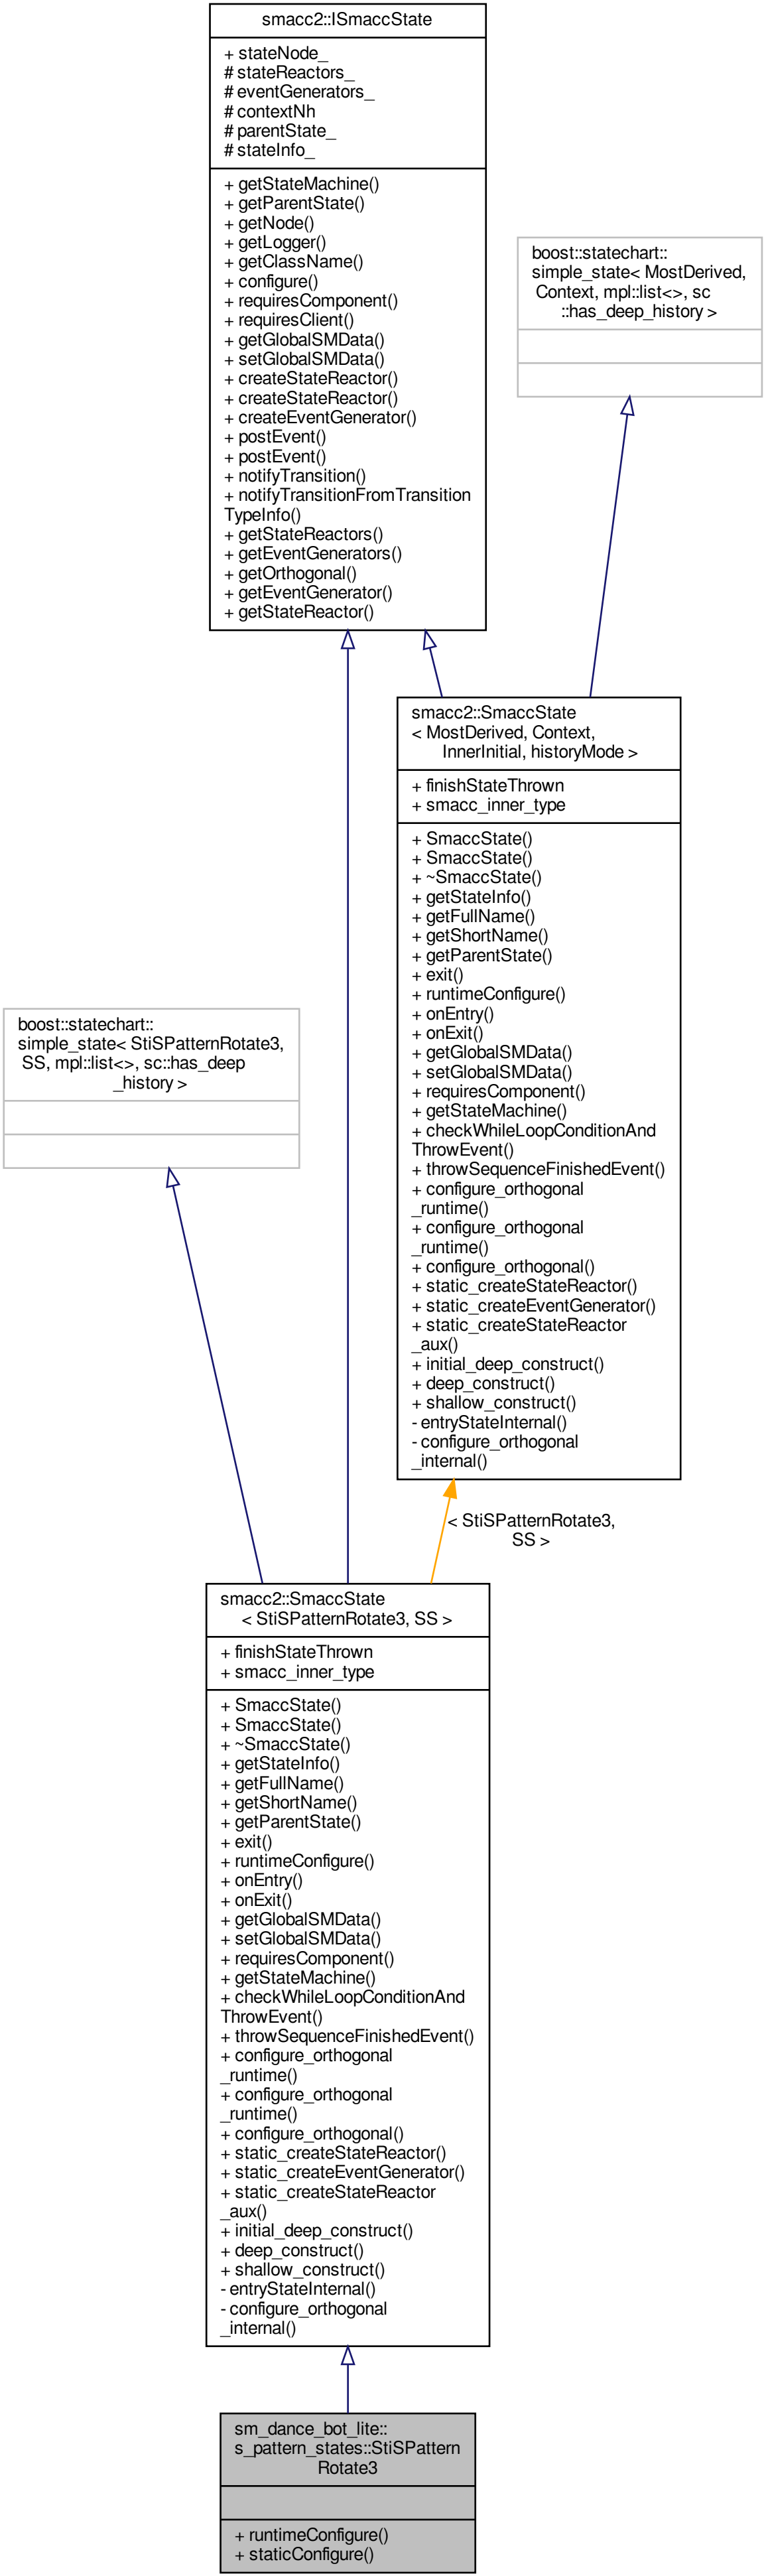 smacc2::ISmaccState
+ stateNode_
# stateReactors_
# eventGenerators_
# contextNh
# parentState_
# stateInfo_
+ getStateMachine()
+ getParentState()
+ getNode()
+ getLogger()
+ getClassName()
+ configure()
+ requiresComponent()
+ requiresClient()
+ getGlobalSMData()
+ setGlobalSMData()
+ createStateReactor()
+ createStateReactor()
+ createEventGenerator()
+ postEvent()
+ postEvent()
+ notifyTransition()
+ notifyTransitionFromTransition
TypeInfo()
+ getStateReactors()
+ getEventGenerators()
+ getOrthogonal()
+ getEventGenerator()
+ getStateReactor()
boost::statechart::
simple_state< MostDerived,
Context, mpl::list<>, sc
::has_deep_history >
smacc2::SmaccState
< MostDerived, Context,
InnerInitial, historyMode >
+ finishStateThrown
+ smacc_inner_type
+ SmaccState()
+ SmaccState()
+ ~SmaccState()
+ getStateInfo()
+ getFullName()
+ getShortName()
+ getParentState()
+ exit()
+ runtimeConfigure()
+ onEntry()
+ onExit()
+ getGlobalSMData()
+ setGlobalSMData()
+ requiresComponent()
+ getStateMachine()
+ checkWhileLoopConditionAnd
ThrowEvent()
+ throwSequenceFinishedEvent()
+ configure_orthogonal
_runtime()
+ configure_orthogonal
_runtime()
+ configure_orthogonal()
+ static_createStateReactor()
+ static_createEventGenerator()
+ static_createStateReactor
_aux()
+ initial_deep_construct()
+ deep_construct()
+ shallow_construct()
- entryStateInternal()
- configure_orthogonal
_internal()
boost::statechart::
simple_state< StiSPatternRotate3,
SS, mpl::list<>, sc::has_deep
_history >
< StiSPatternRotate3,
SS >
smacc2::SmaccState
< StiSPatternRotate3, SS >
+ finishStateThrown
+ smacc_inner_type
+ SmaccState()
+ SmaccState()
+ ~SmaccState()
+ getStateInfo()
+ getFullName()
+ getShortName()
+ getParentState()
+ exit()
+ runtimeConfigure()
+ onEntry()
+ onExit()
+ getGlobalSMData()
+ setGlobalSMData()
+ requiresComponent()
+ getStateMachine()
+ checkWhileLoopConditionAnd
ThrowEvent()
+ throwSequenceFinishedEvent()
+ configure_orthogonal
_runtime()
+ configure_orthogonal
_runtime()
+ configure_orthogonal()
+ static_createStateReactor()
+ static_createEventGenerator()
+ static_createStateReactor
_aux()
+ initial_deep_construct()
+ deep_construct()
+ shallow_construct()
- entryStateInternal()
- configure_orthogonal
_internal()
sm_dance_bot_lite::
s_pattern_states::StiSPattern
Rotate3
+ runtimeConfigure()
+ staticConfigure()